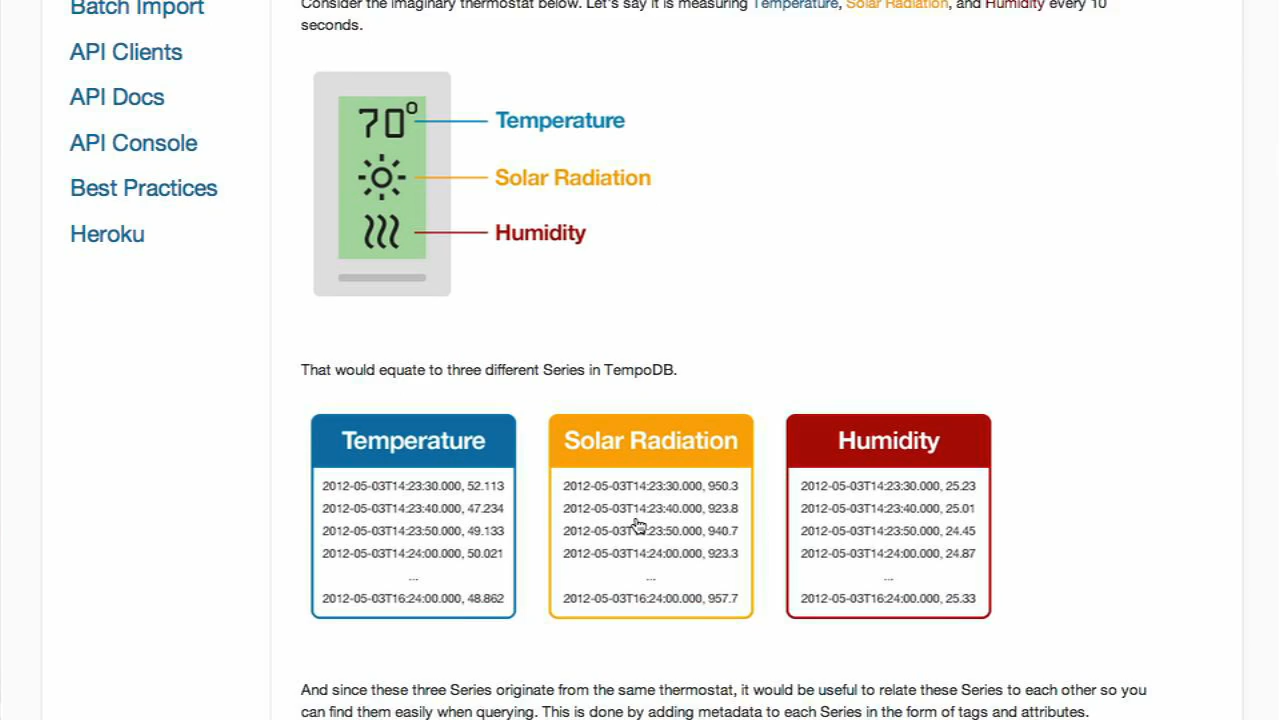 Batch Import
API Clients
API Docs
API Console
Best Practices
Heroku
Consider the imaginary thermostat below. Let's say it is measuring Temperature, Solar Radiation, and Humidity every 10
seconds.
70°
Temperature
Solar Radiation
Humidity
That would equate to three different Series in TempoDB.
Temperature
2012-05-03T14:23:30.000, 52.113
2012-05-03T14:23:40.000, 47.234
2012-05-03T14:23:50.000, 49.133
2012-05-03T14:24:00.000, 50.021
...
2012-05-03T16:24:00.000, 48.862
Solar Radiation
2012-05-03T14:23:30.000, 950.3
2012-05-03T14:23:40.000, 923.8
2012-05-03T14:23:50.000, 940.7
2012-05-03T14:24:00.000, 923.3
...
2012-05-03T16:24:00.000, 957.7
Humidity
2012-05-03T14:23:30.000, 25.23
2012-05-03T14:23:40.000, 25.01
2012-05-03T14:23:50.000, 24.45
2012-05-03T14:24:00.000, 24.87
...
2012-05-03T16:24:00.000, 25.33
And since these three Series originate from the same thermostat, it would be useful to relate these Series to each other so you
can find them easily when querying. This is done by adding metadata to each Series in the form of tags and attributes.